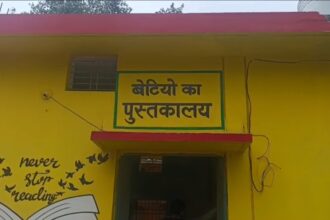 बेटियो का
पुस्तकालय
never
stop
reading